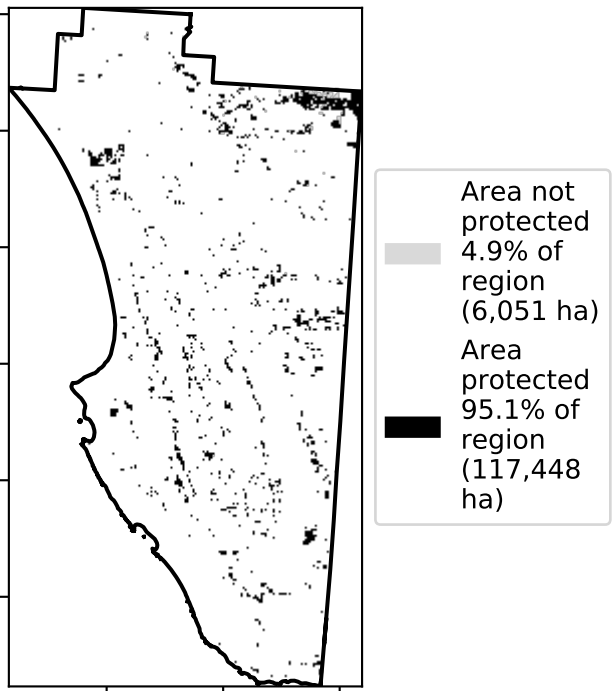 Area not
protected
4.9% of
region
(6,051 ha)
Area
protected
95.1% of
region
(117,448
ha)